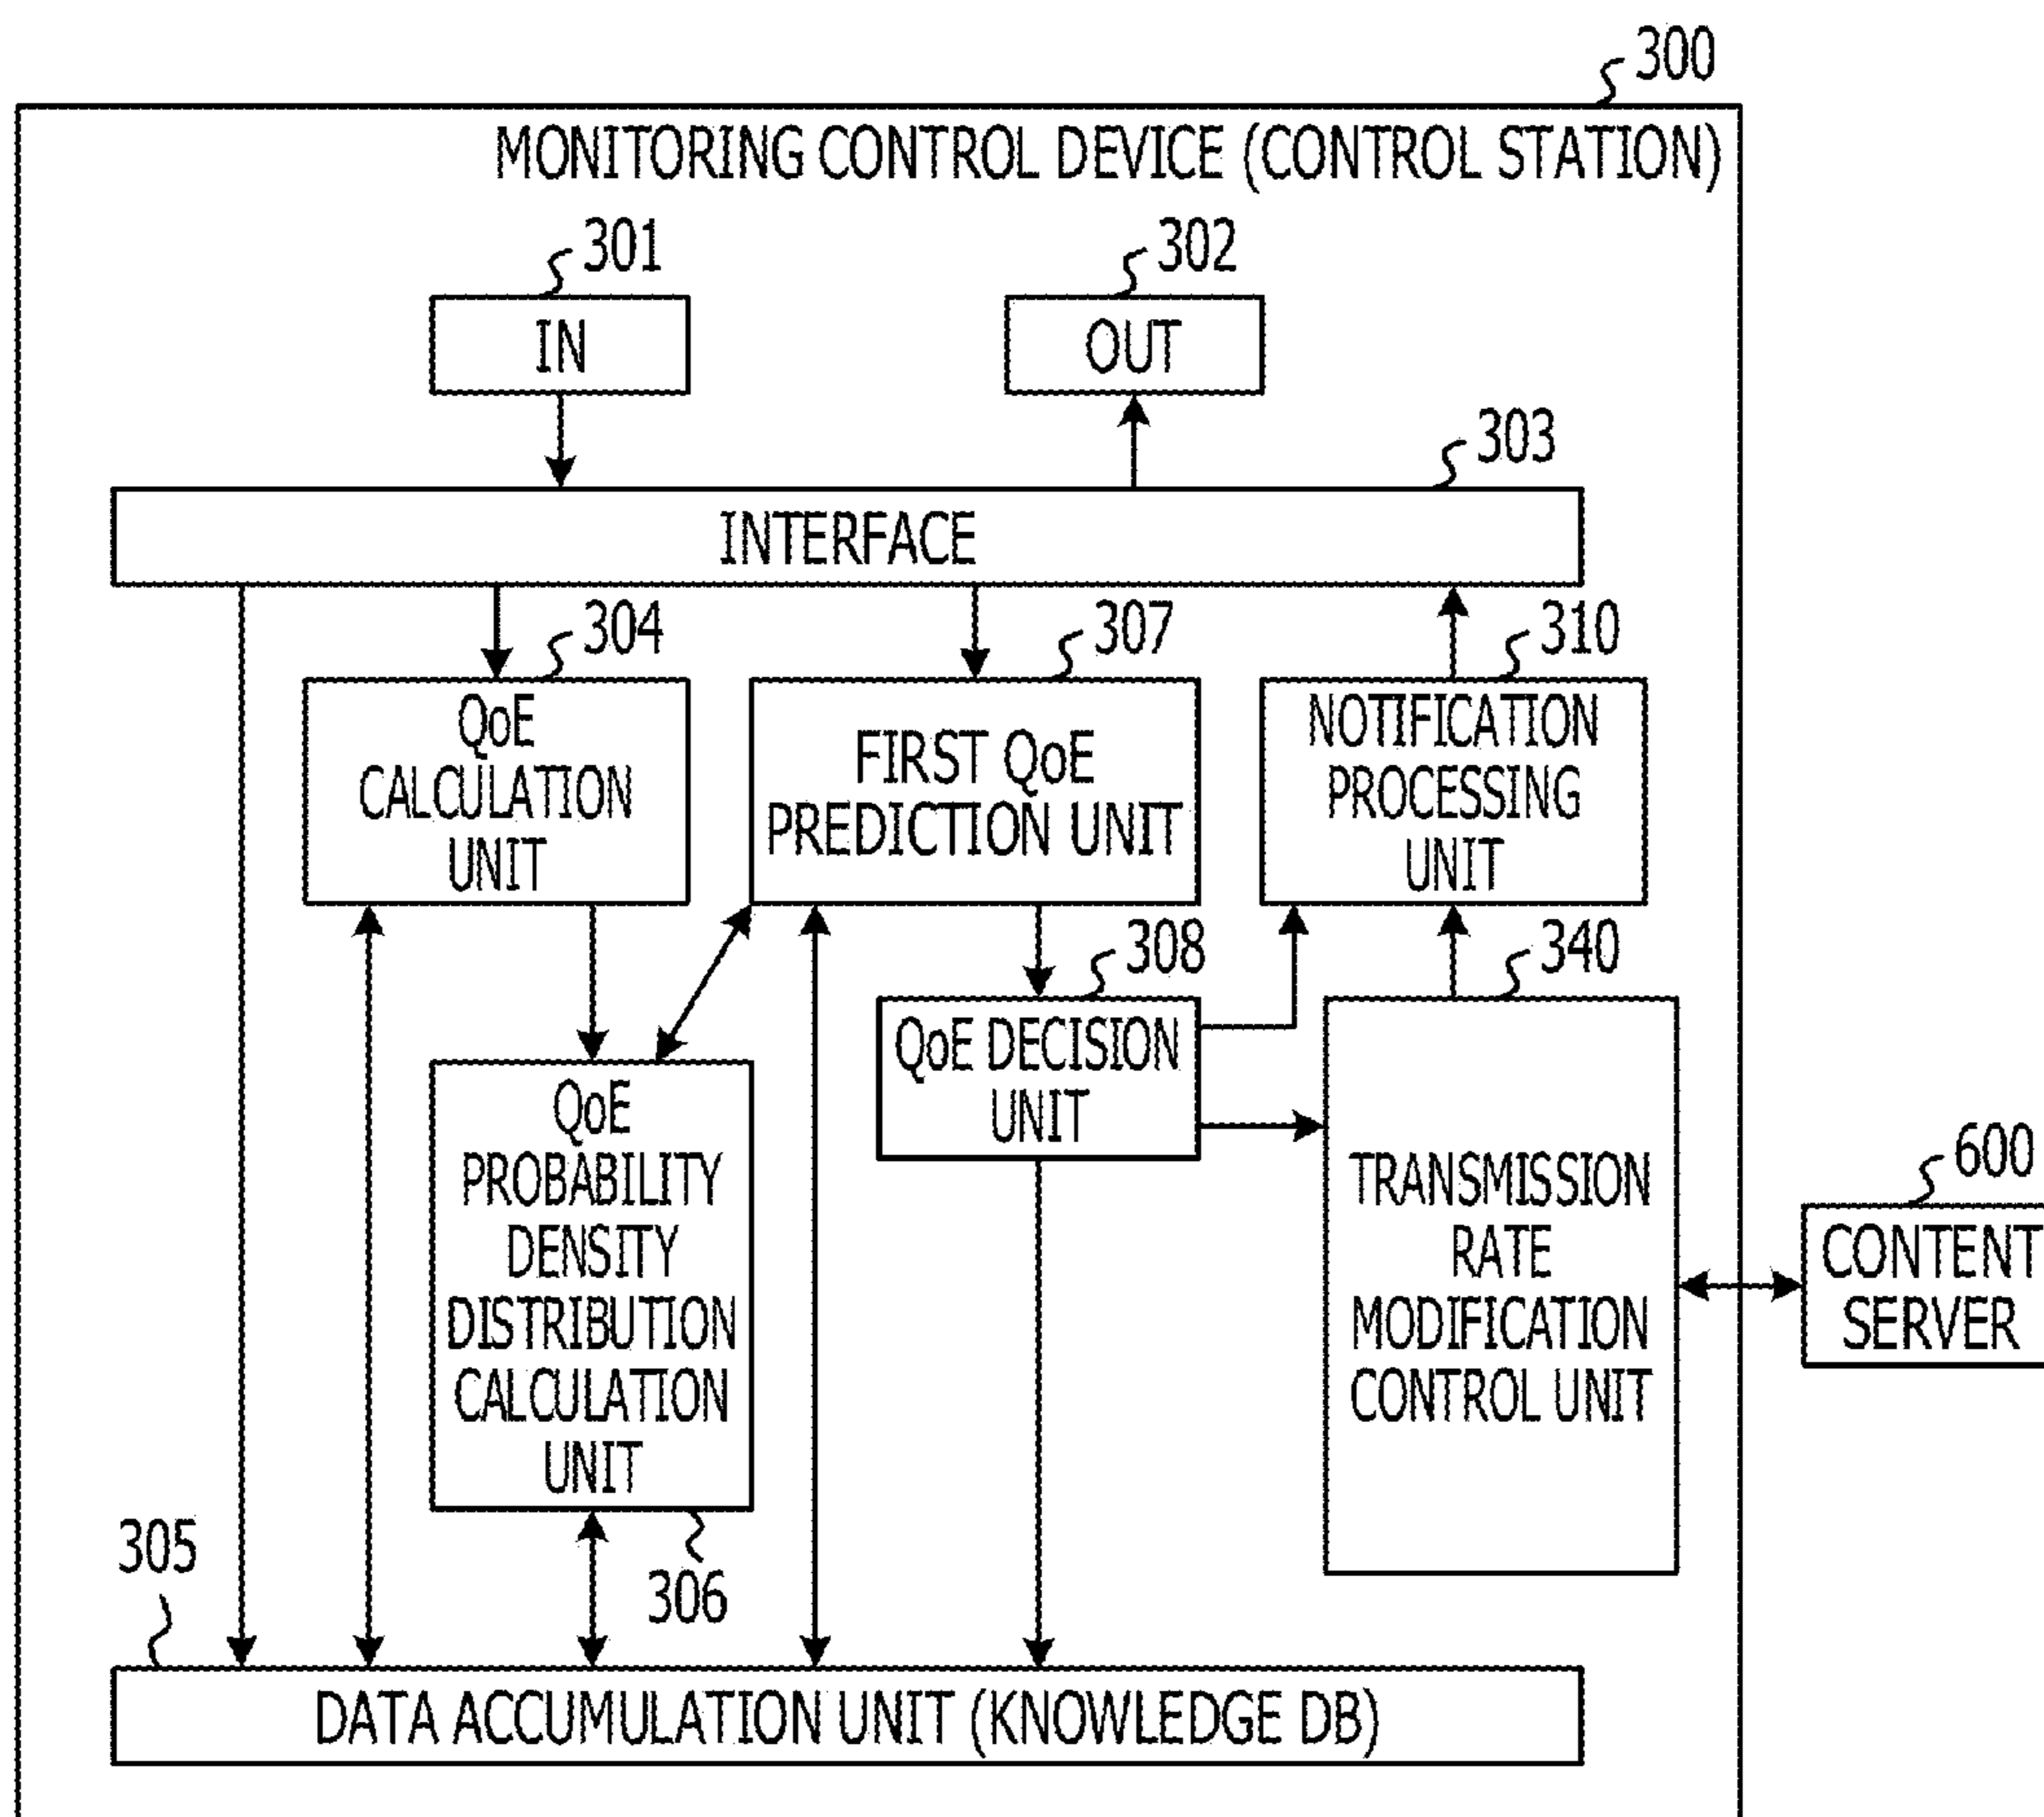 300
MONITORING CONTROL DEVICE (CONTROL STATION)
301
302
IN
OUT
303
INTERFACE
304
307
310
QoE
CALCULATION
UNIT
FIRST QoE
PREDICTION UNIT
NOTIFICATION
PROCESSING
UNIT
308
340
QoE DECISION
UNIT
QoE
PROBABILITY
DENSITY
DISTRIBUTION
CALCULATION
UNIT
TRANSMISSION
RATE
MODIFICATION
CONTROL UNIT
600
CONTENT
SERVER
305
306
DATA ACCUMULATION UNIT (KNOWLEDGE DB)